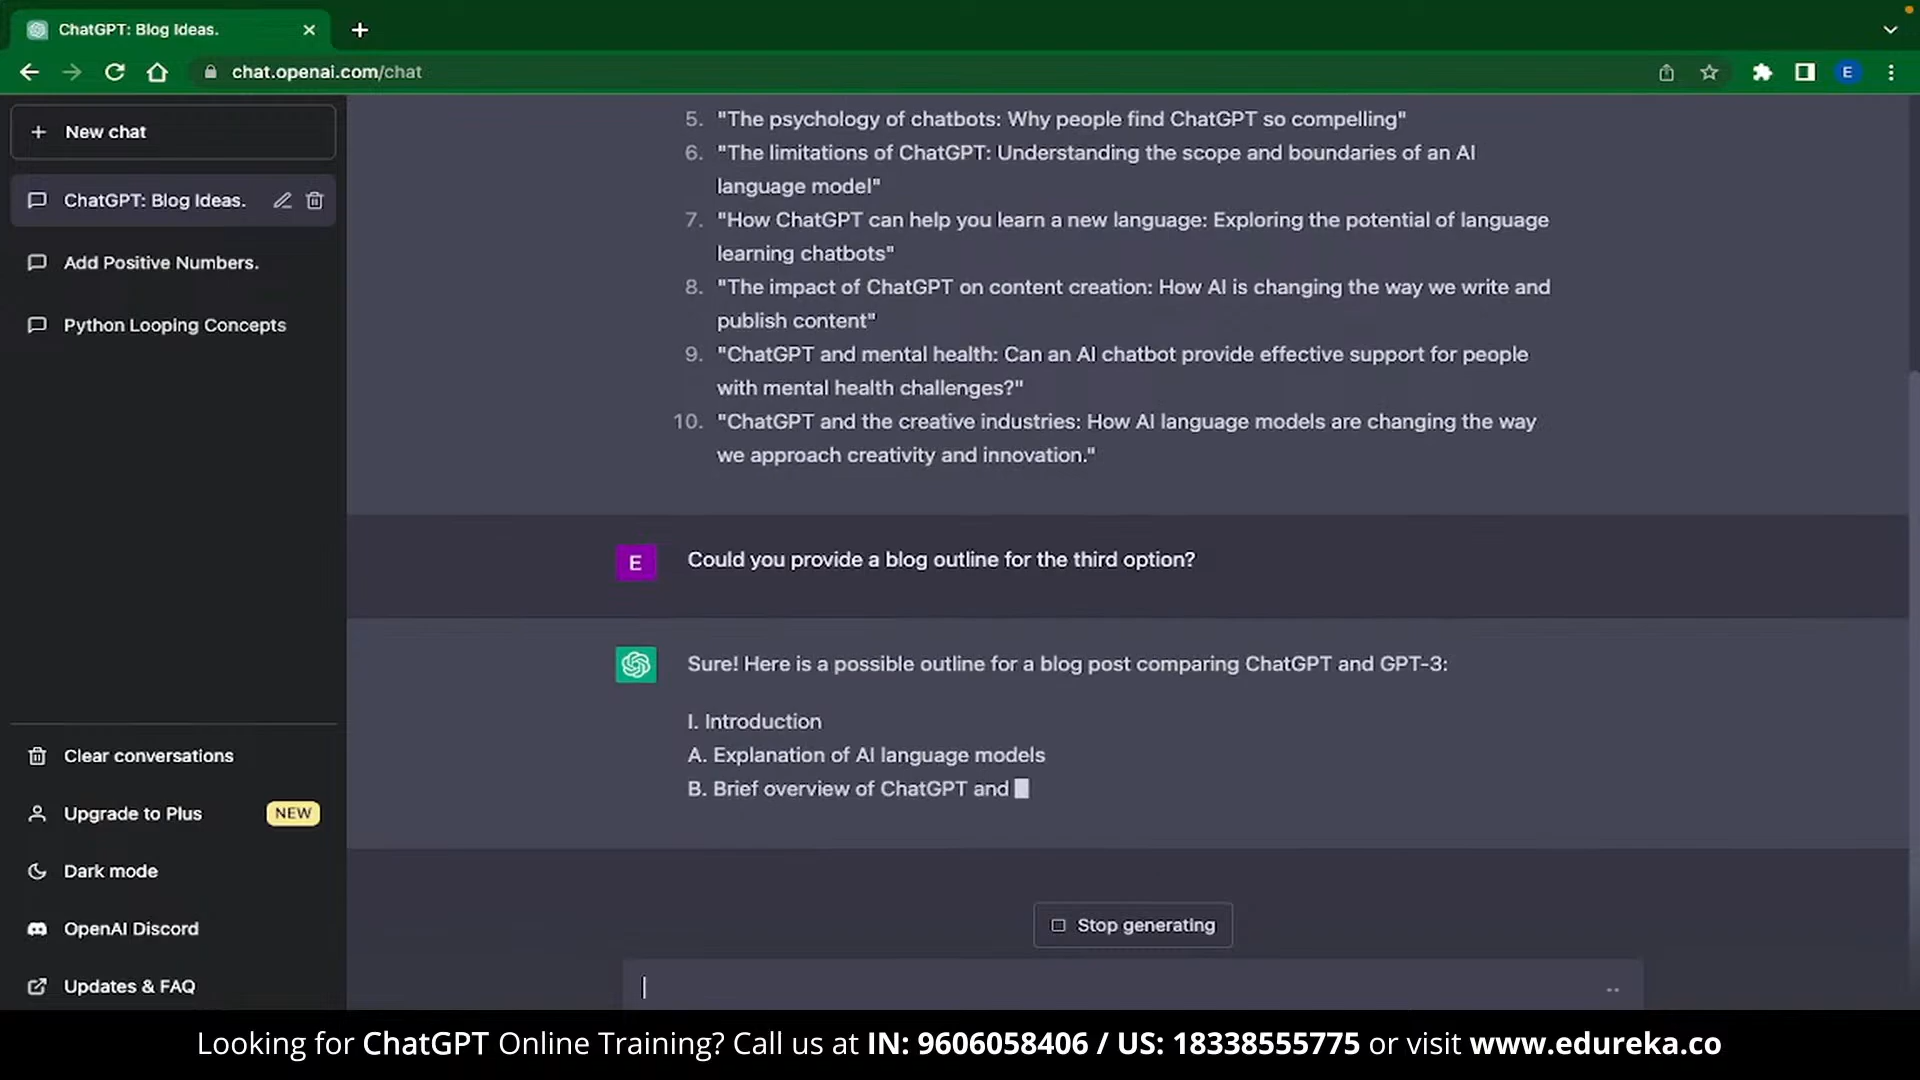 ChatGPT: Blog Ideas.
chat.openai.com/chat
E
New chat
ChatGPT: Blog Ideas.
Add Positive Numbers.
Python Looping Concepts
Clear conversations
Upgrade to Plus NEW
Dark mode
OpenAI Discord
Updates & FAQ
5. "The psychology of chatbots: Why people find ChatGPT so compelling"
6. "The limitations of ChatGPT: Understanding the scope and boundaries of an AI
language model"
7. "How ChatGPT can help you learn a new language: Exploring the potential of language
learning chatbots"
8. "The impact of ChatGPT on content creation: How AI is changing the way we write and
publish content"
9. "ChatGPT and mental health: Can an AI chatbot provide effective support for people
with mental health challenges?"
10. "ChatGPT and the creative industries: How AI language models are changing the way
we approach creativity and innovation."
E Could you provide a blog outline for the third option?
Sure! Here is a possible outline for a blog post comparing ChatGPT and GPT-3:
I. Introduction
A. Explanation of AI language models
B. Brief overview of ChatGPT and
Stop generating
Looking for ChatGPT Online Training? Call us at IN: 9606058406 / US: 18338555775 or visit www.edureka.co